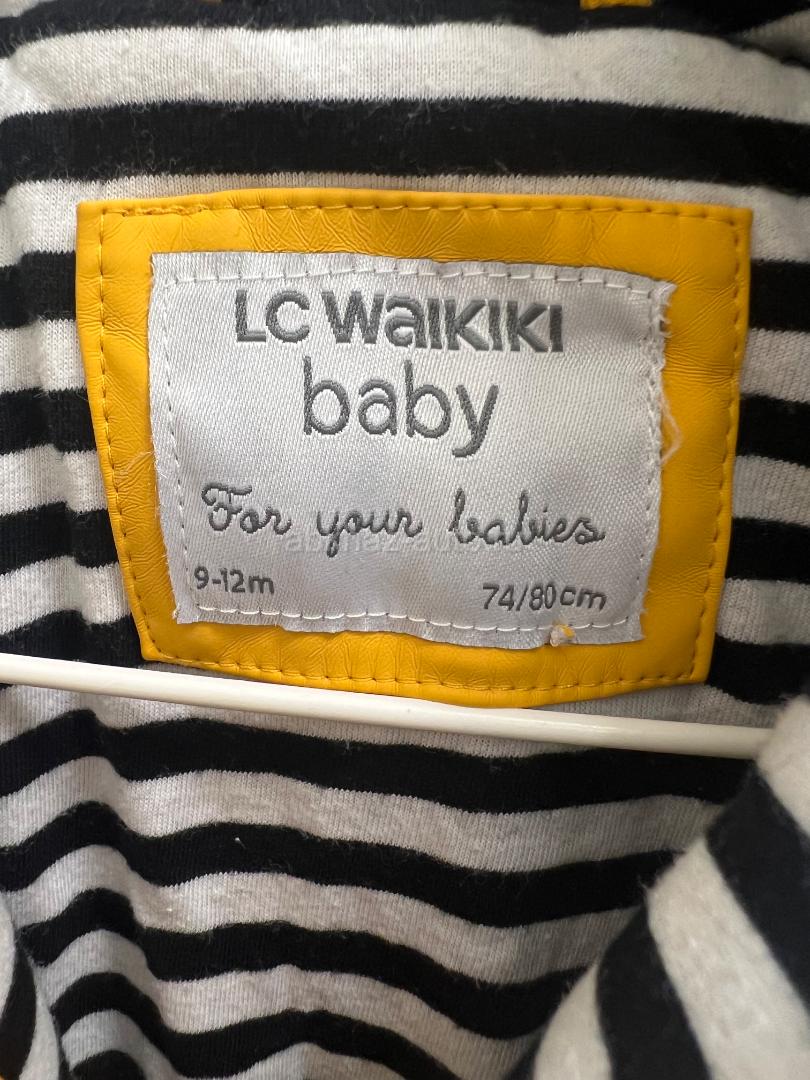 LC WAIKIKI
baby
For your babies
9-12m 74/80cm